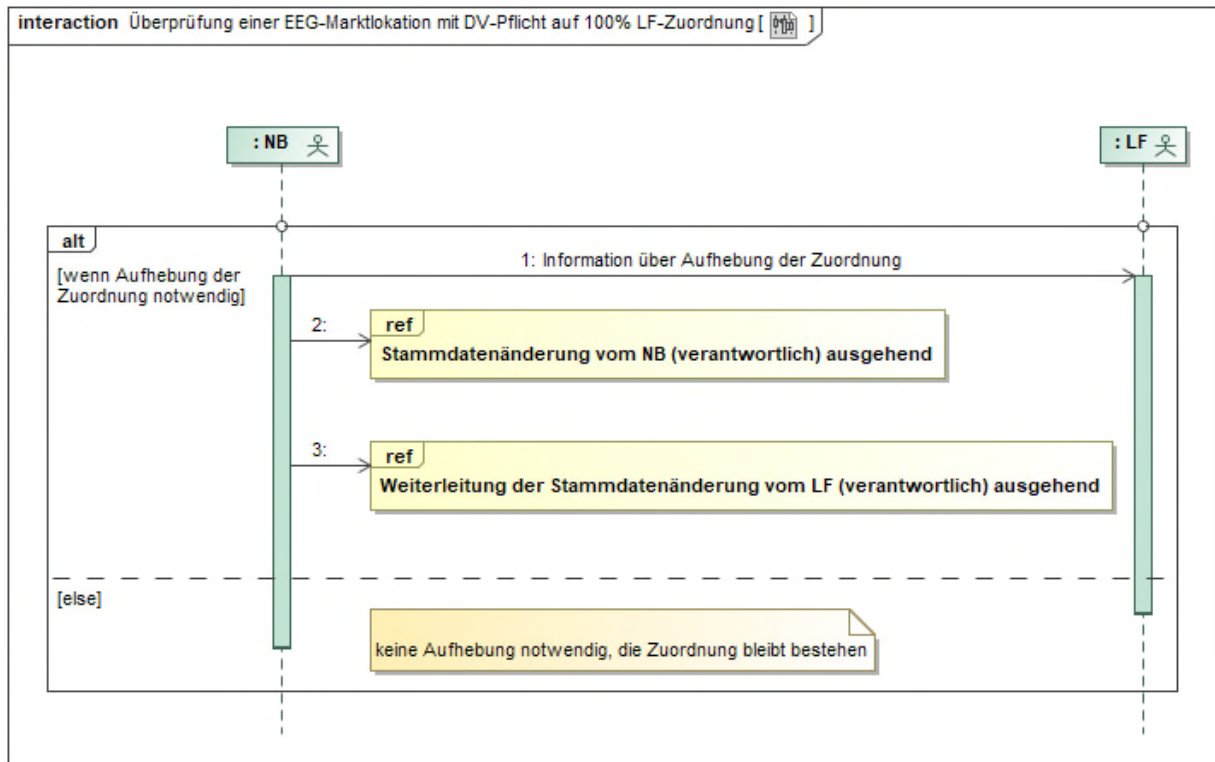 interaction Überprüfung einer EEG-Marktlokation mit DV-Pflicht auf 100% LF-Zuordnung [ ]
: NB
: LF
alt
[wenn Aufhebung der
Zuordnung notwendig]
1: Information über Aufhebung der Zuordnung
2:
ref
Stammdatenänderung vom NB (verantwortlich) ausgehend
3:
ref
Weiterleitung der Stammdatenänderung vom LF (verantwortlich) ausgehend
[else]
keine Aufhebung notwendig, die Zuordnung bleibt bestehen